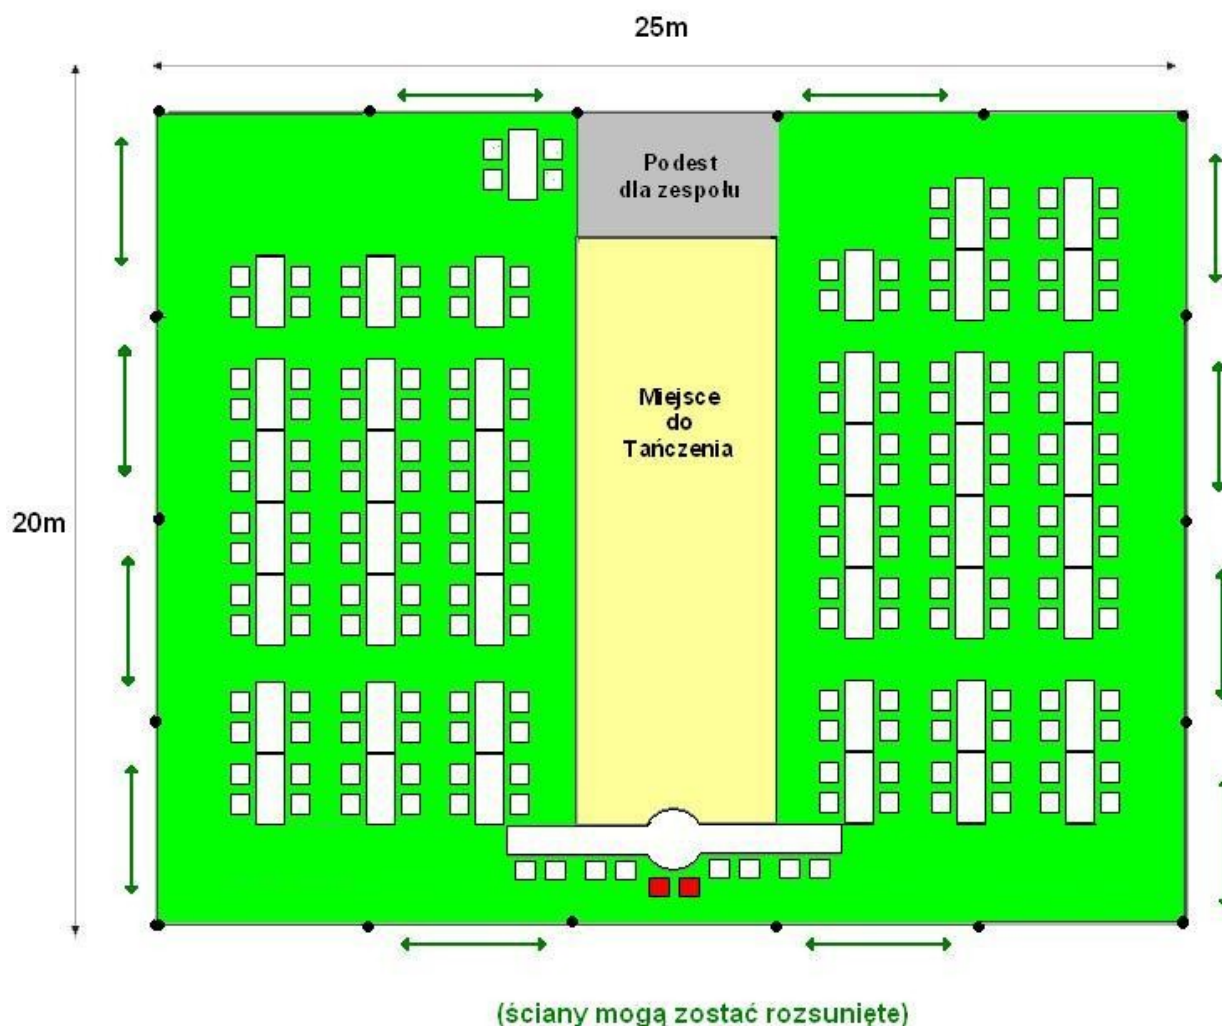 25m
Podest
dla zespołu
Miejsce
do
Tańczenia
20m
(ściany mogą zostać rozsunięte)